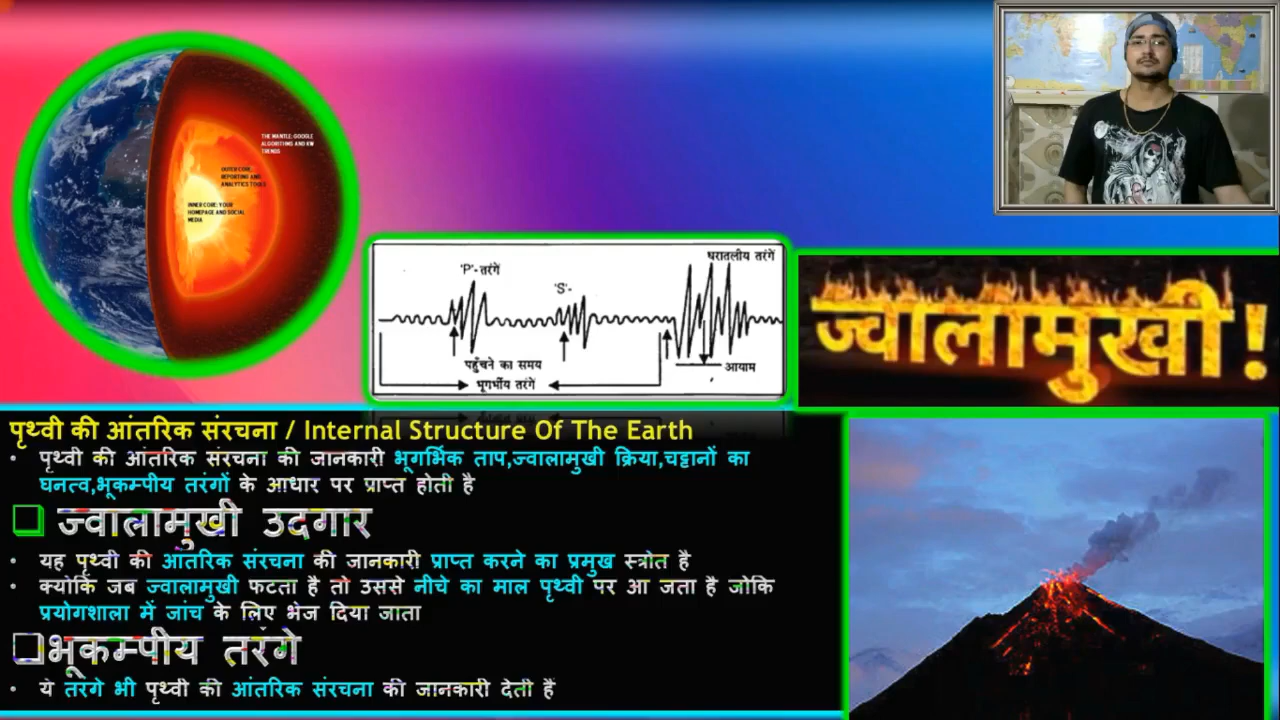 THE MANTLE: GOOGLE
ALGORITHMS AND KW
TRENDS
OUTER CORE:
REPORTING AND
ANALYTICS TOOLS
INNER CORE: YOUR
HOMEPAGE AND SOCIAL
MEDIA
'P'- तरंगें
'S'-
धरातलीय तरंगें
पहुँचने का समय
आयाम
भूगर्भीय तरंगें
ज्वालामुखी !
पृथ्वी की आंतरिक संरचना / Internal Structure Of The Earth
• पृथ्वी की आंतरिक संरचना की जानकारी भूगर्भिक ताप,ज्वालामुखी क्रिया,चट्टानों का
घनत्व,भूकम्पीय तरंगों के आधार पर प्राप्त होती है
❑ ज्वालामुखी उदगार
• यह पृथ्वी की आंतरिक संरचना की जानकारी प्राप्त करने का प्रमुख स्त्रोत है
• क्योकि जब ज्वालामुखी फटता है तो उससे नीचे का माल पृथ्वी पर आ जता है जोकि
प्रयोगशाला में जांच के लिए भेज दिया जाता
❑भूकम्पीय तरंगे
• ये तरगे भी पृथ्वी की आंतरिक संरचना की जानकारी देती हैं